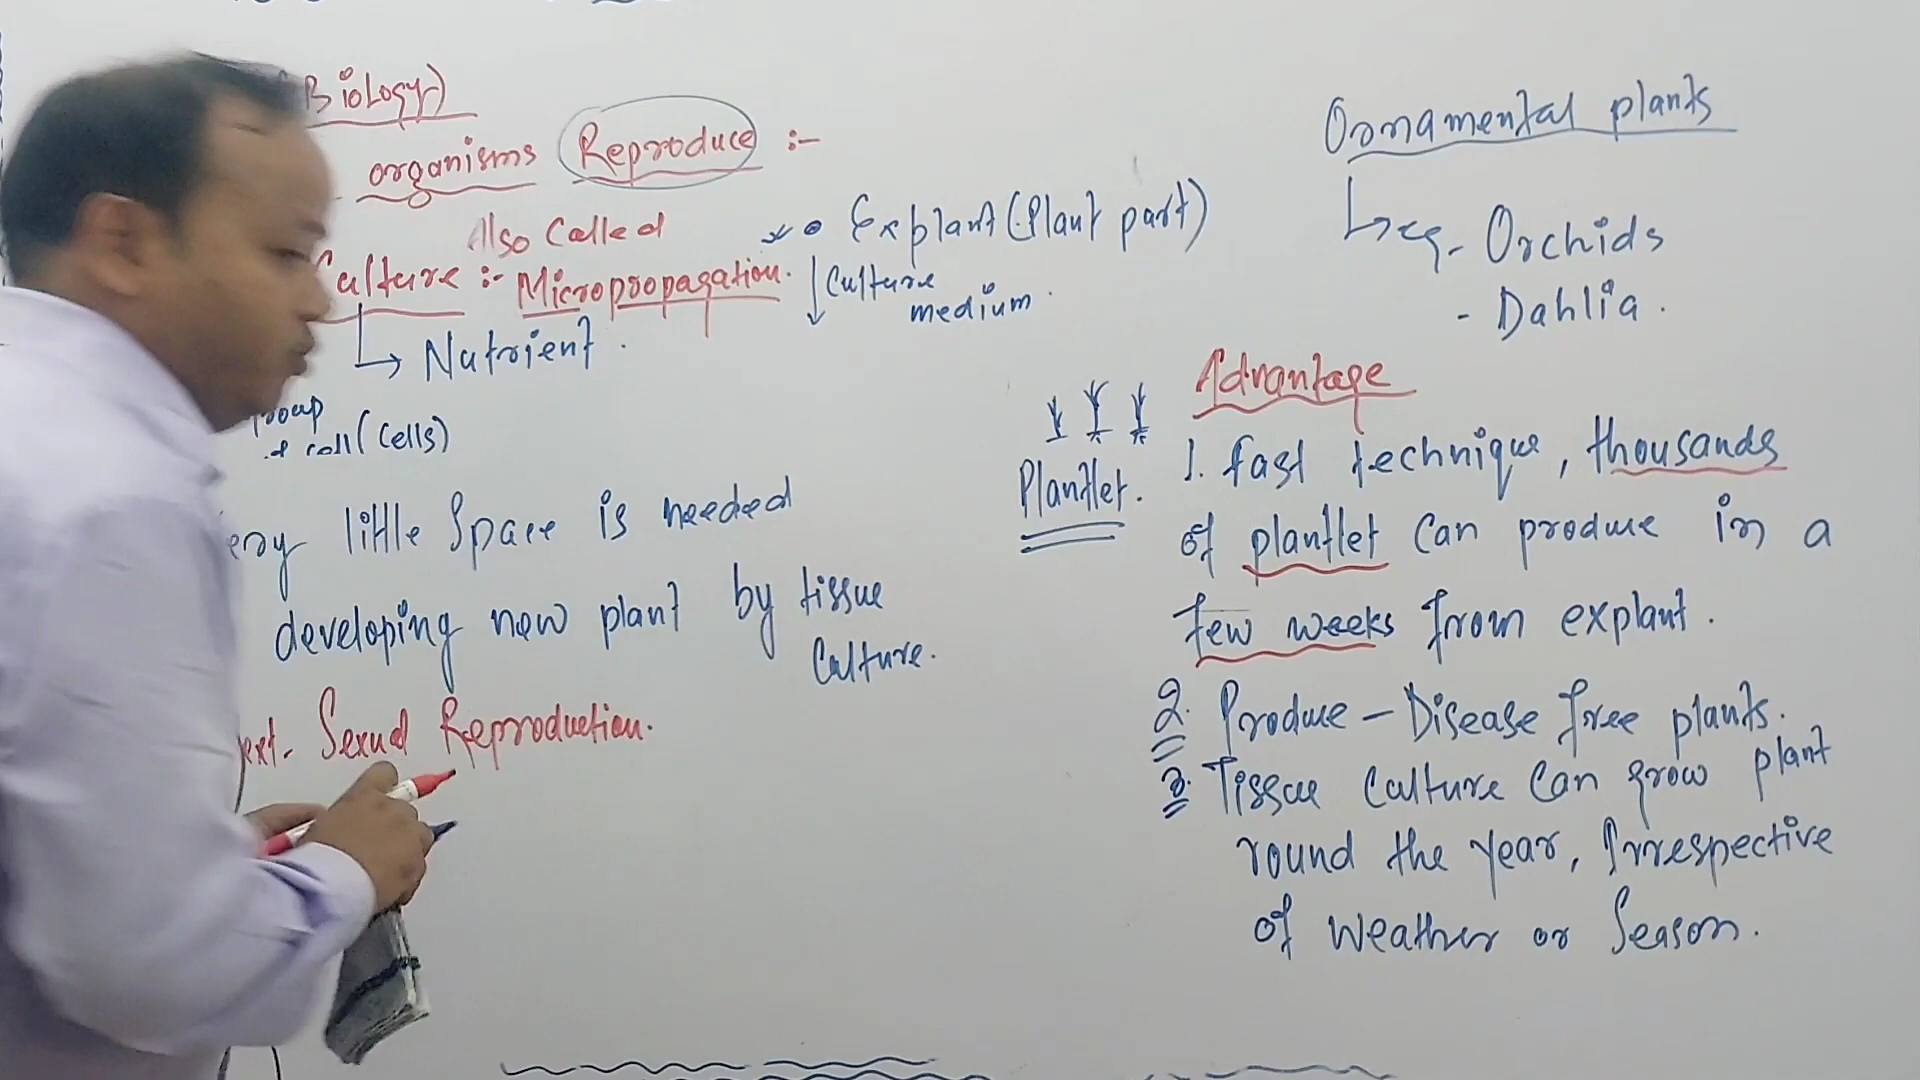 Biology)
organisms Reproduce :-
Also Called
Culture :- Micropropagation.
Nutrient.
of cell (Cells)
little Space is needed
developing new plant by tissue
Culture.
Sexual Reproduction.
Explant (Plant part)
Culture
medium.
Plantlet.
Ornamental plants
eg. Orchids
- Dahlia.
Advantage
1. fast technique, thousands
of plantlet Can produce in a
few weeks from explant.
2. Produce - Disease free plants.
3. Tissue Culture Can grow plant
round the year, Irrespective
of Weather or Season.